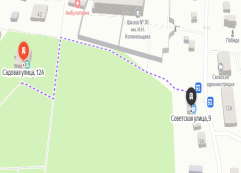 Амбулатория
Школа № 30
им. Н.Н.
Колокольцова
Победа
Садовая улица, 12А
Сельская
администрация
Советская улица, 9